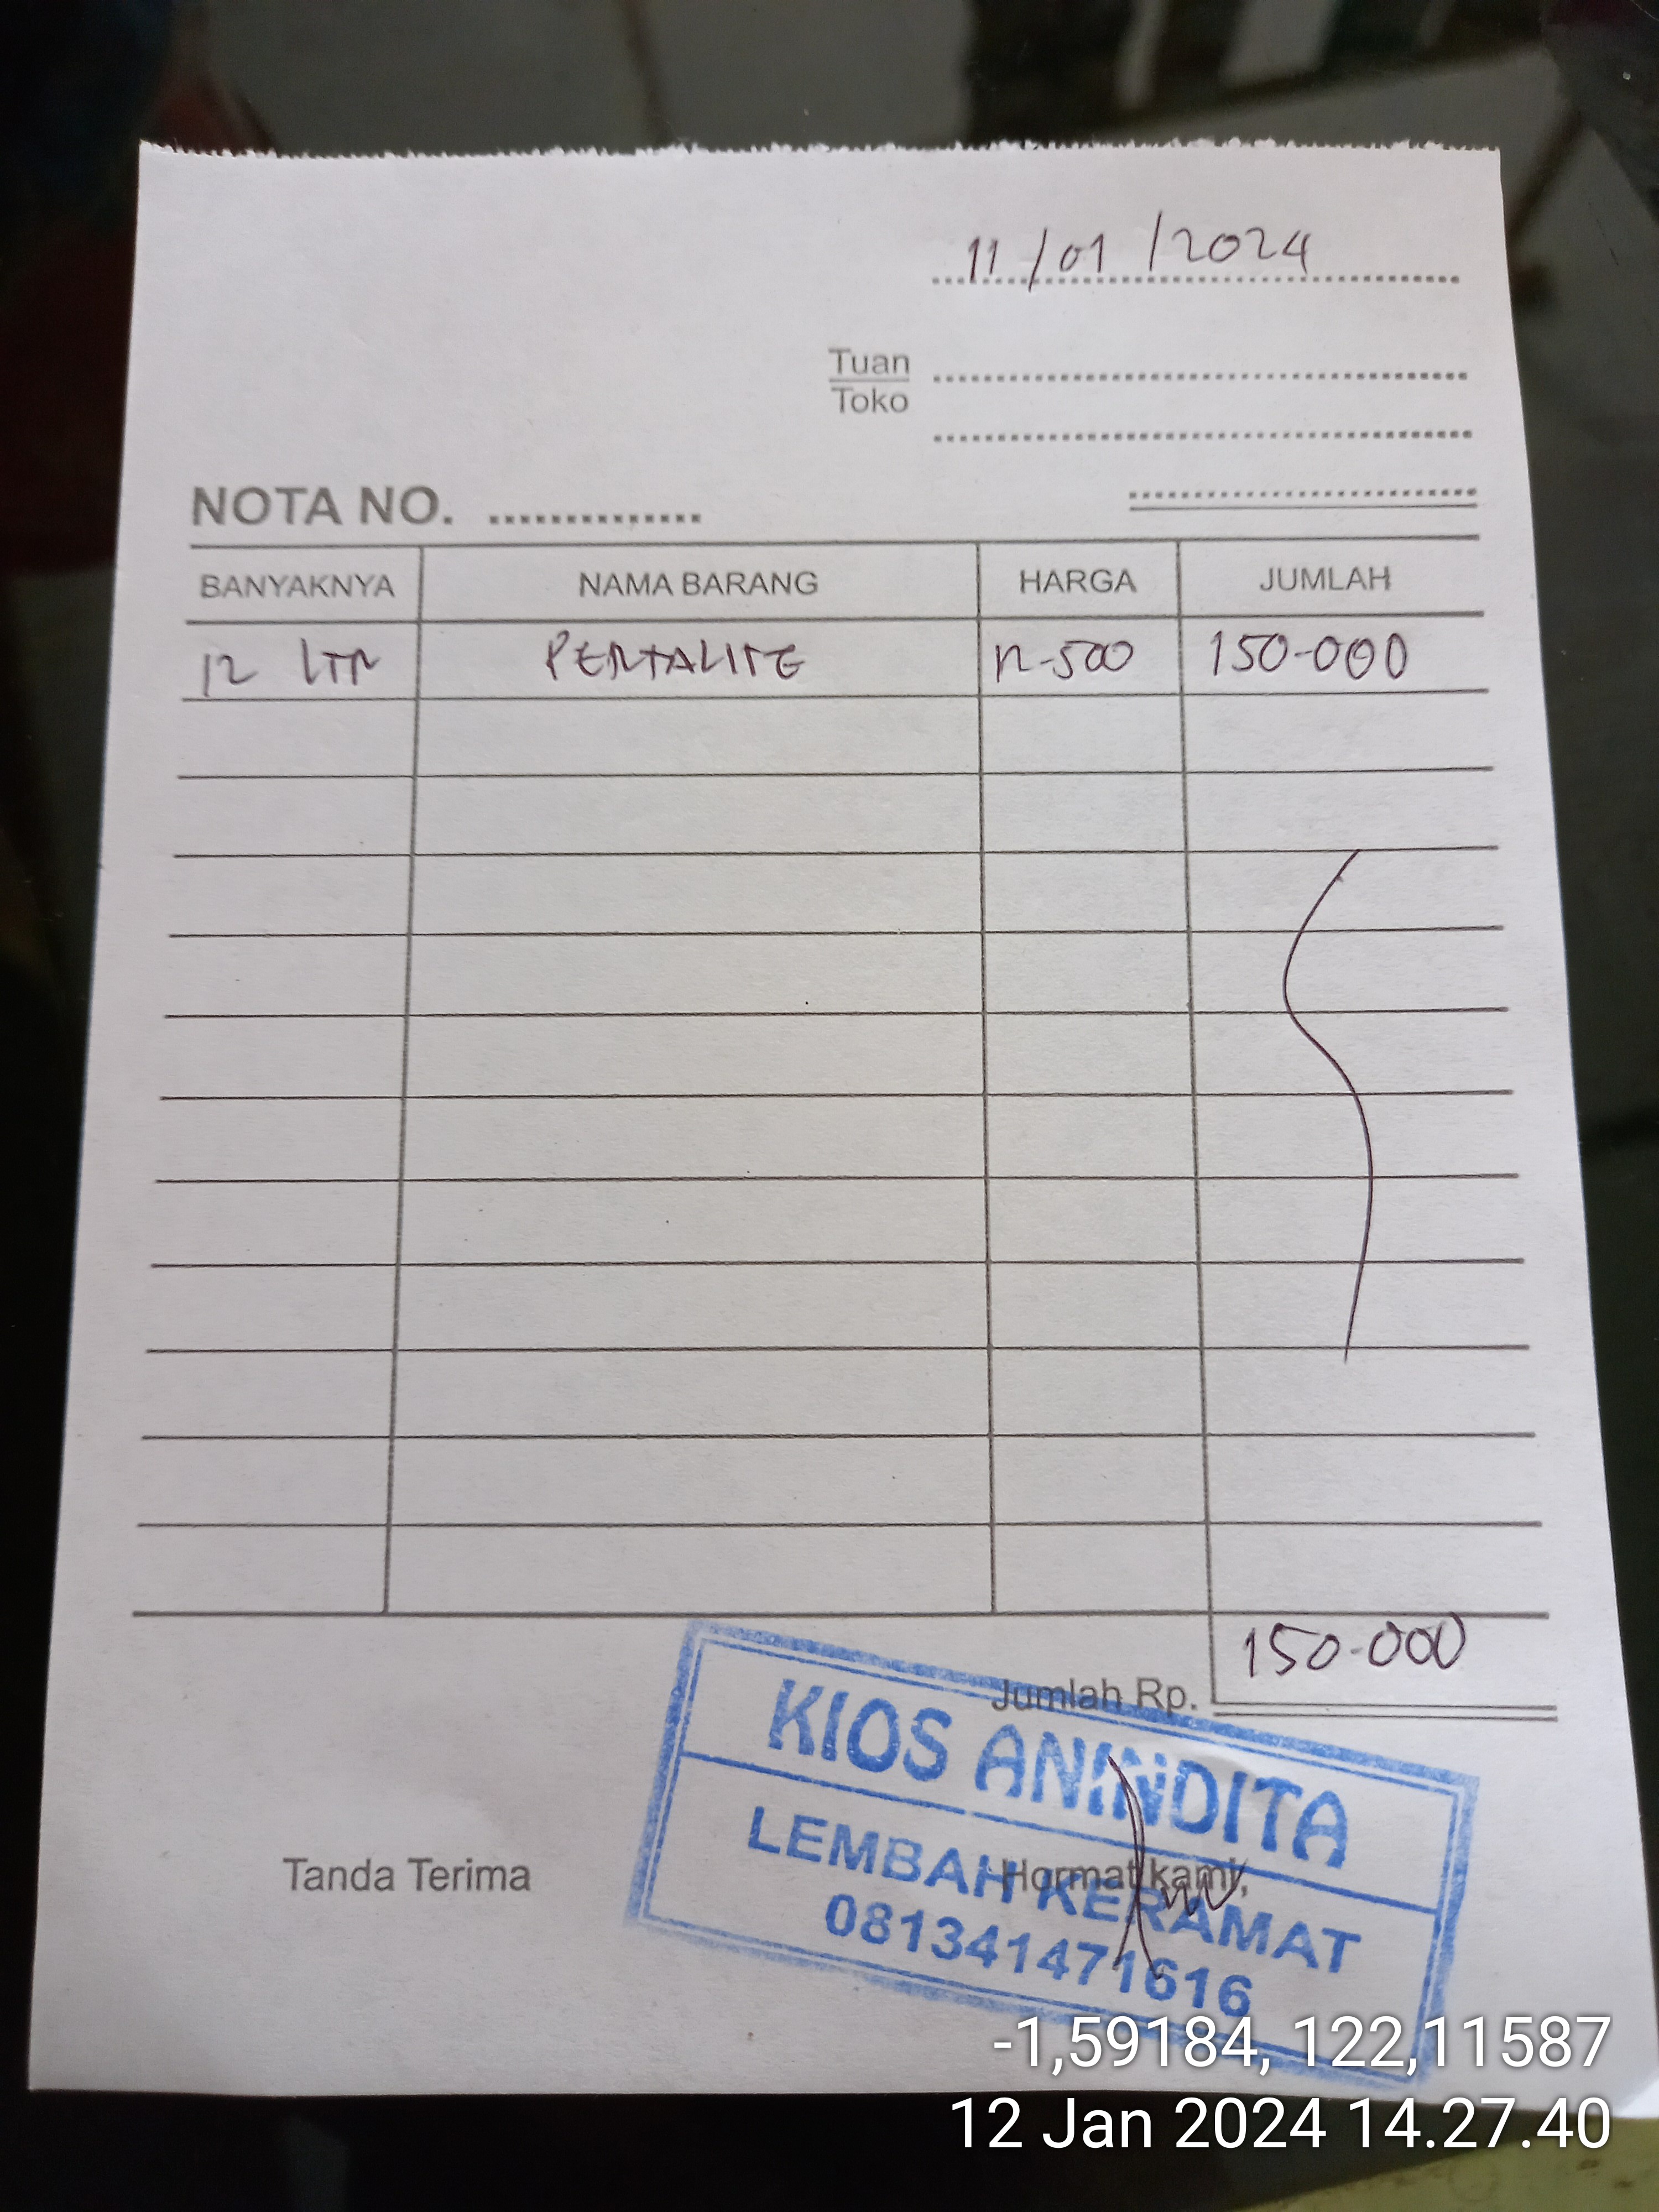 11/01/2024
Tuan
Toko
NOTA NO.
BANYAKNYA NAMA BARANG HARGA JUMLAH
12 LTR PERTALITE 12-500 150-000
150-000
Jumlah Rp.
KIOS ANINDITA
LEMBAH KERAMAT
081341471616
Tanda Terima Hormat kami,
-1,59184, 122,11587
12 Jan 2024 14.27.40